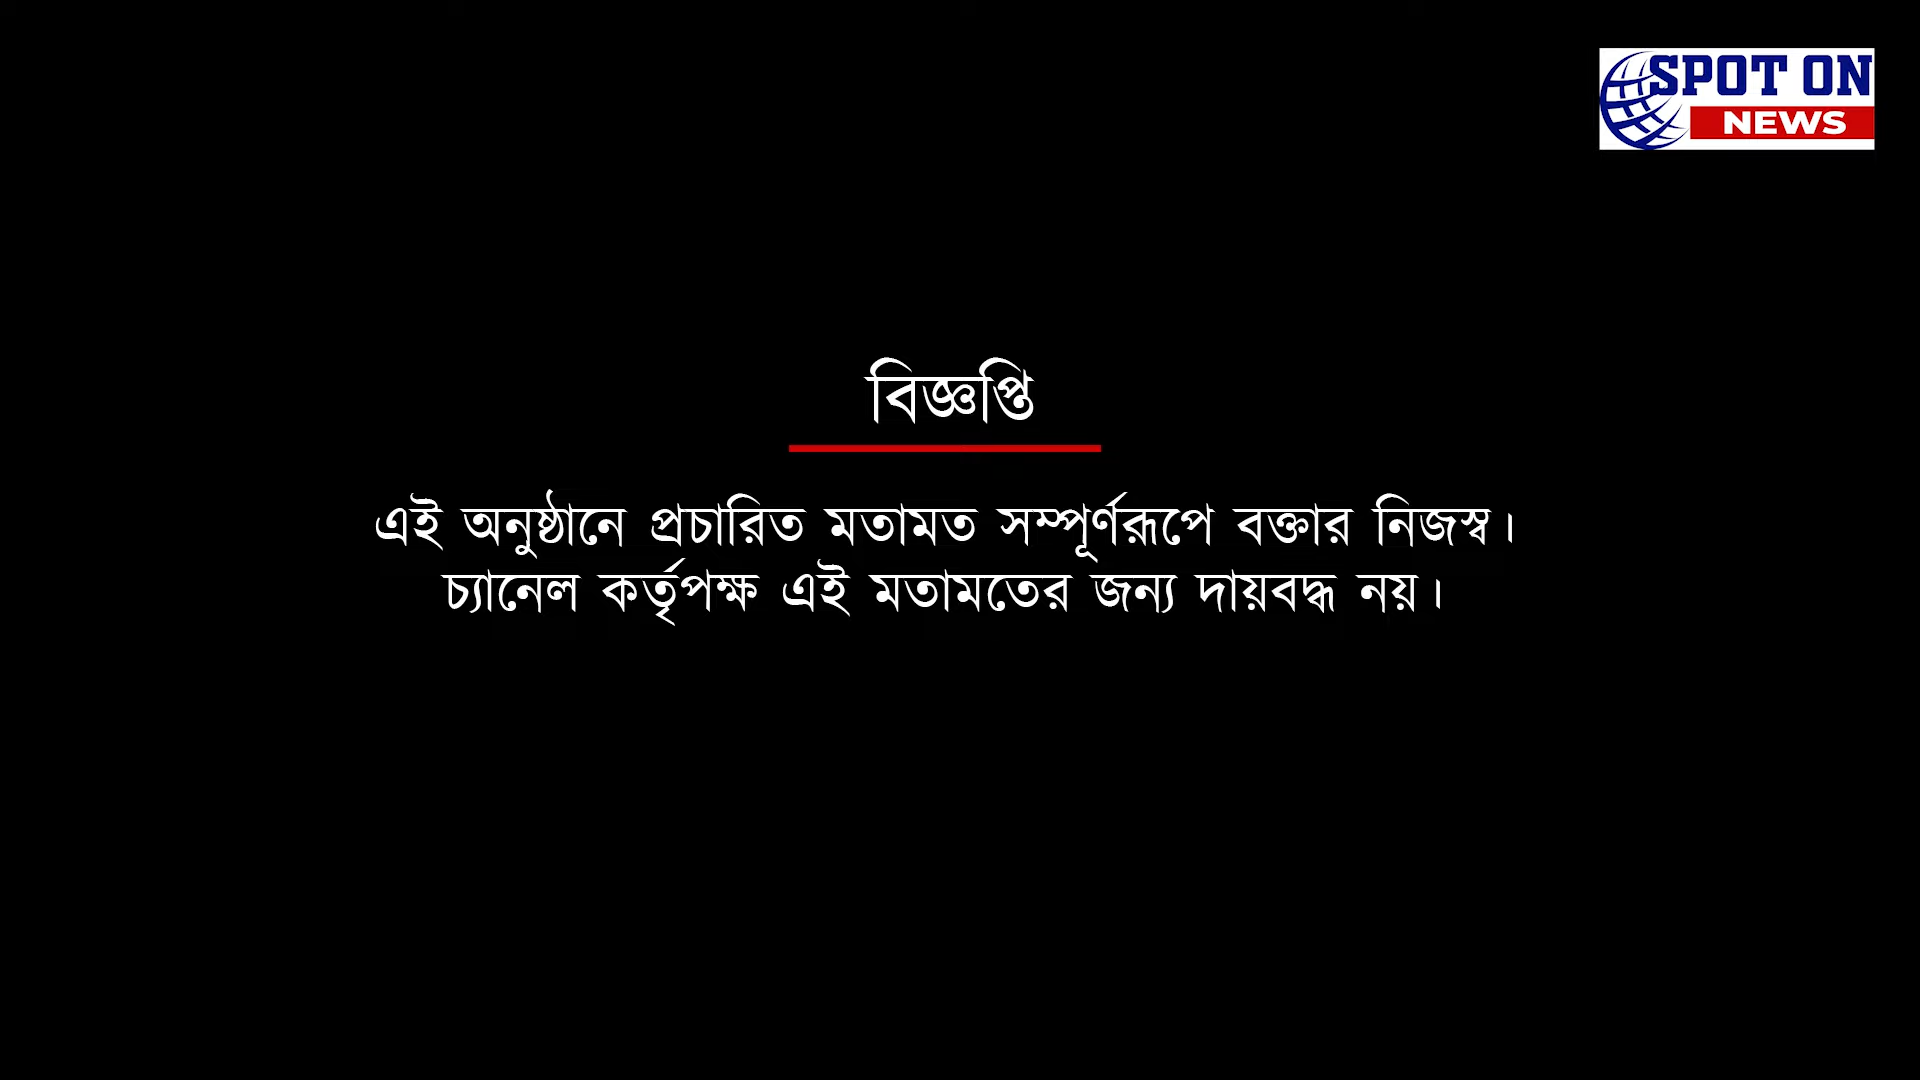 SPOT ON
NEWS
বিজ্ঞপ্তি
এই অনুষ্ঠানে প্রচারিত মতামত সম্পূর্ণরূপে বক্তার নিজস্ব।
চ্যানেল কর্তৃপক্ষ এই মতামতের জন্য দায়বদ্ধ নয়।